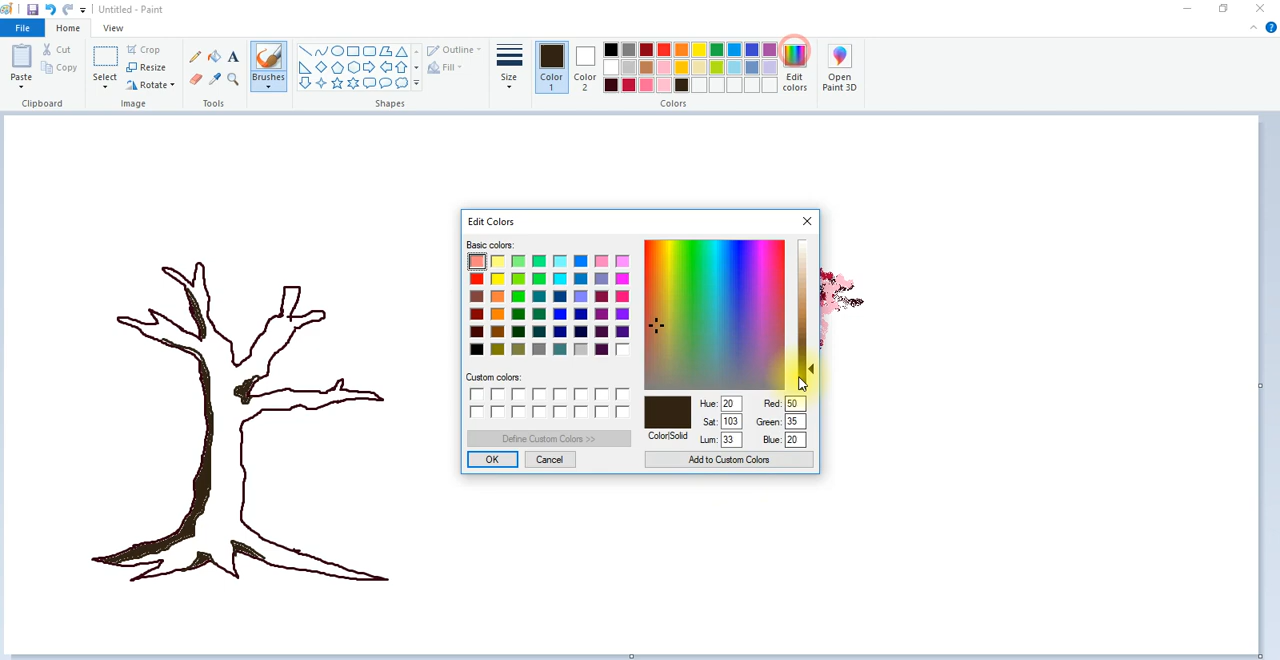 Untitled - Paint
File Home View
Paste
Cut
Copy
Clipboard
Select
Crop
Resize
Rotate
Image
A
Tools
Brushes
Outline
Fill
Shapes
Size
Color 1
Color 2
Edit colors
Colors
Open Paint 3D
Edit Colors
Basic colors:
Custom colors:
Define Custom Colors >>
OK Cancel
Color|Solid
Hue: 20 Red: 50
Sat: 103 Green: 35
Lum: 33 Blue: 20
Add to Custom Colors